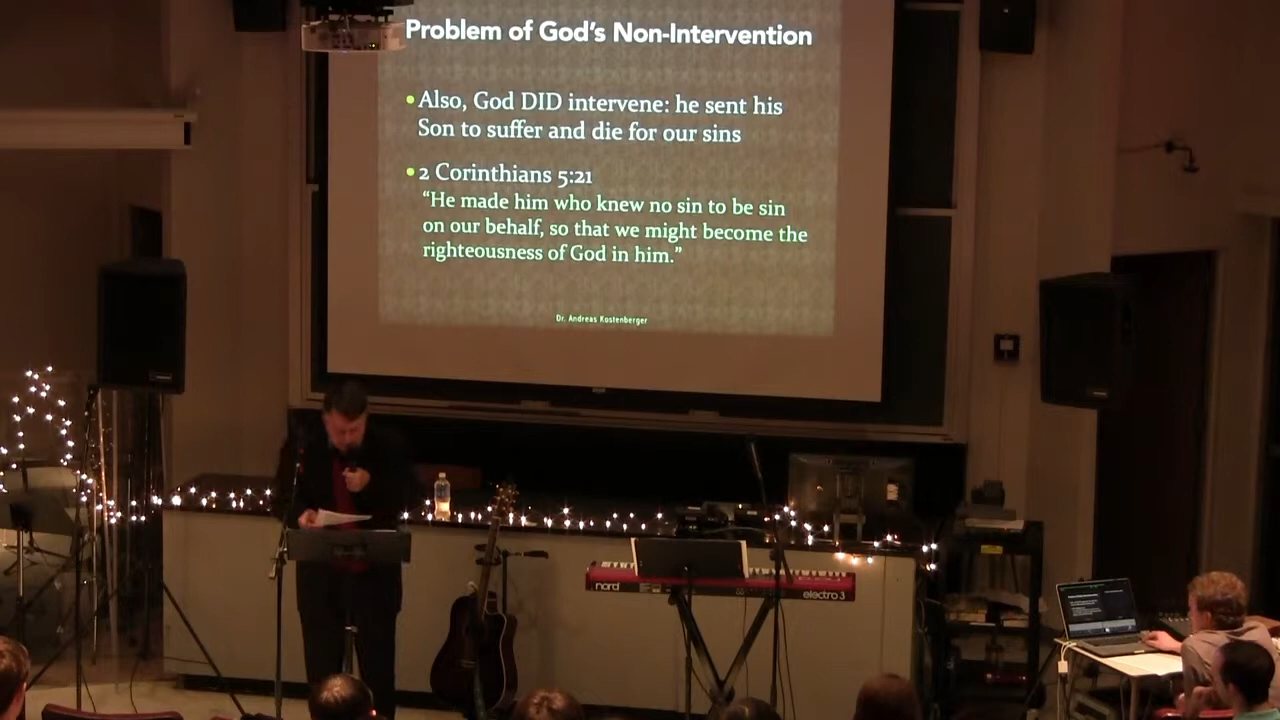 Problem of God's Non-Intervention
• Also, God DID intervene: he sent his
Son to suffer and die for our sins
• 2 Corinthians 5:21
“He made him who knew no sin to be sin
on our behalf, so that we might become the
righteousness of God in him.”
Dr. Andreas Kostenberger
nord
electro 3